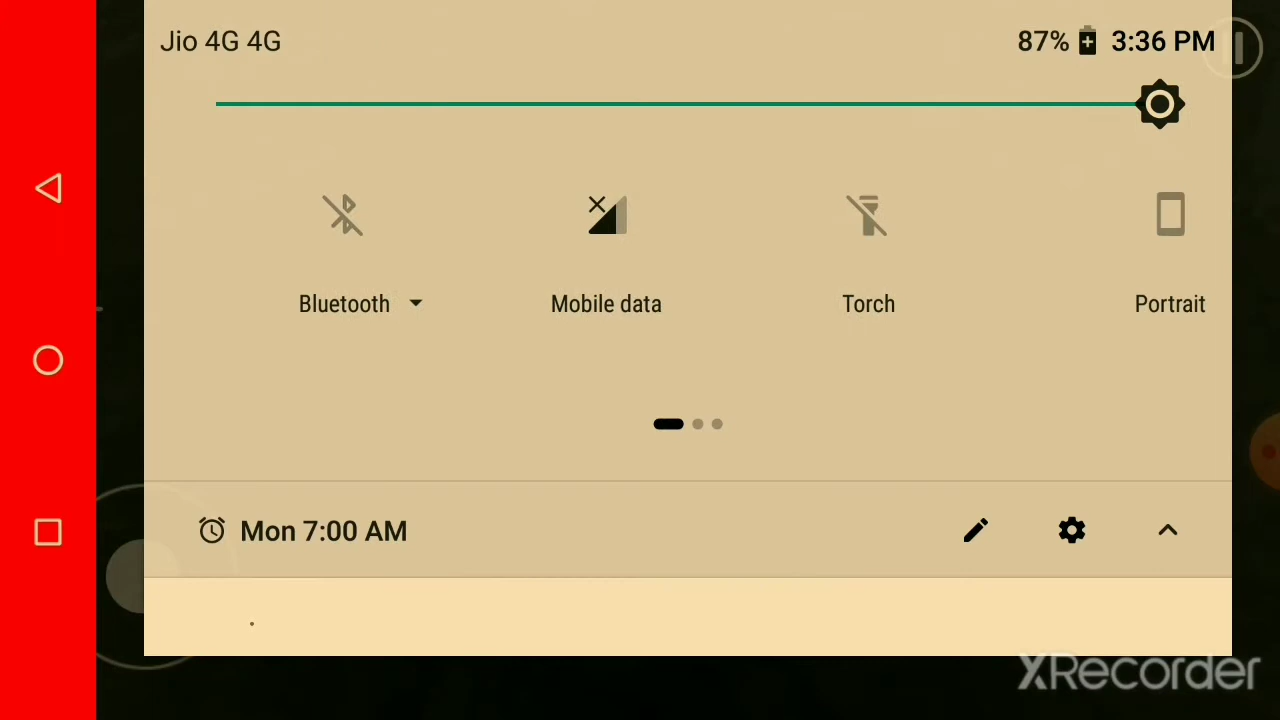 Jio 4G 4G
87% 3:36 PM
Bluetooth
Mobile data
Torch
Portrait
Mon 7:00 AM
XRecorder